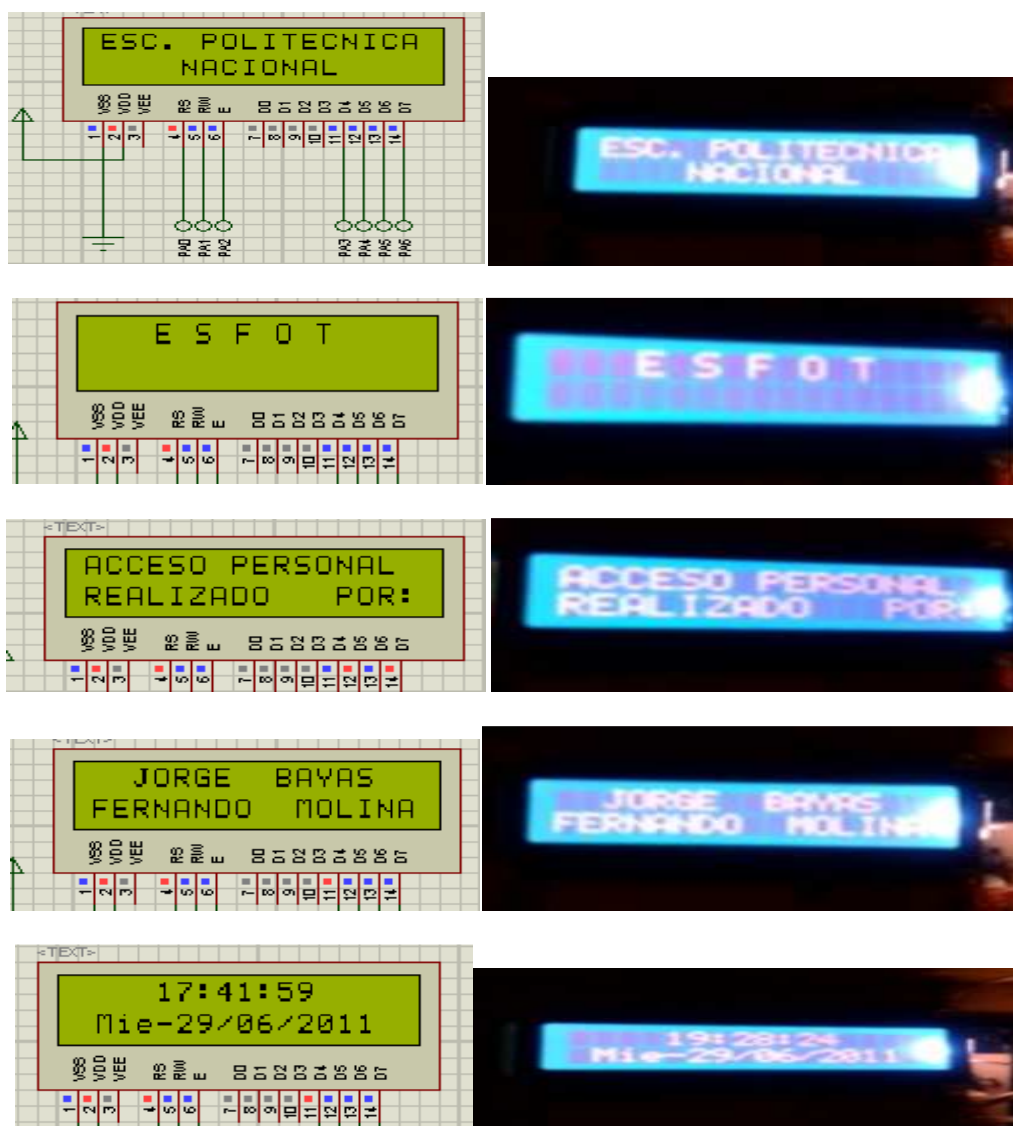 ESC. POLITECNICA
NACIONAL
VSS VDD VEE RS RW E D0 D1 D2 D3 D4 D5 D6 D7
1 2 3 4 5 6 7 8 9 10 11 12 13 14
PA0 PA1 PA2 PA3 PA4 PA5 PA6
ESC. POLITECNICA
NACIONAL
E S F O T
VSS VDD VEE RS RW E D0 D1 D2 D3 D4 D5 D6 D7
1 2 3 4 5 6 7 8 9 10 11 12 13 14
E S F O T
<TEXT>
ACCESO PERSONAL
REALIZADO POR:
VSS VDD VEE RS RW E D0 D1 D2 D3 D4 D5 D6 D7
1 2 3 4 5 6 7 8 9 10 11 12 13 14
ACCESO PERSONAL
REALIZADO POR:
JORGE BAYAS
FERNANDO MOLINA
VSS VDD VEE RS RW E D0 D1 D2 D3 D4 D5 D6 D7
1 2 3 4 5 6 7 8 9 10 11 12 13 14
JORGE BAYAS
FERNANDO MOLINA
<TEXT>
17:41:59
Mie-29/06/2011
VSS VDD VEE RS RW E D0 D1 D2 D3 D4 D5 D6 D7
1 2 3 4 5 6 7 8 9 10 11 12 13 14
19:28:24
Mie-29/06/2011